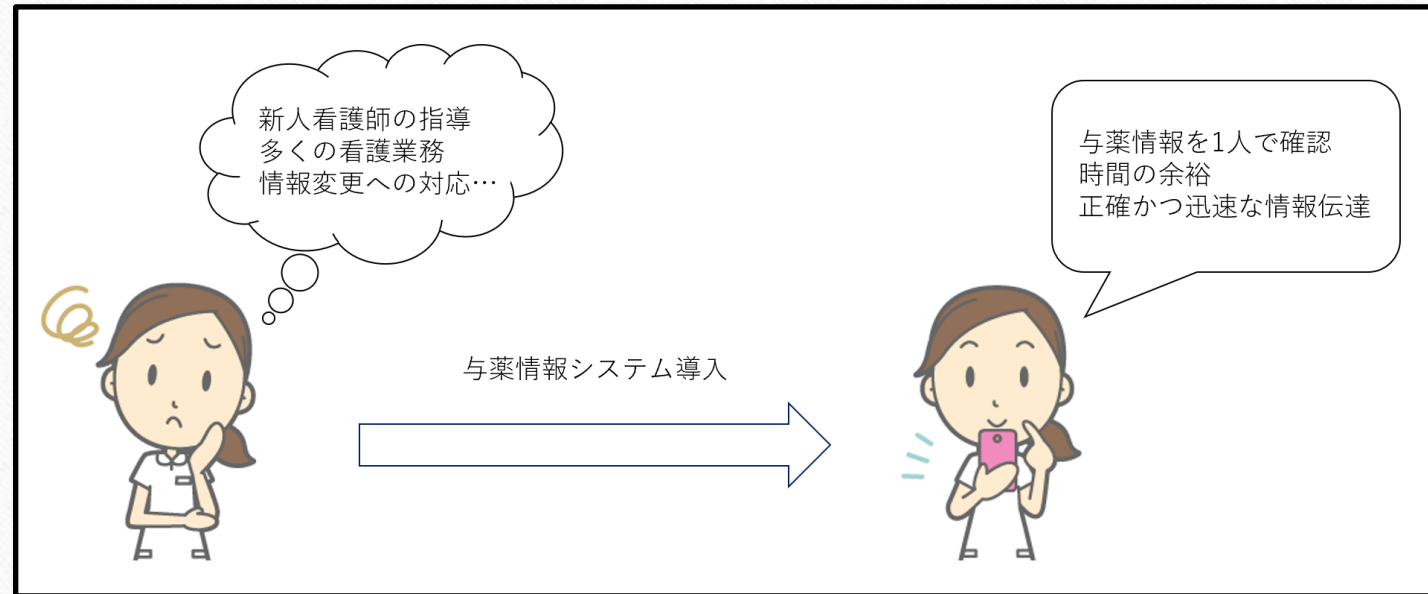 新人看護師の指導
多くの看護業務
情報変更への対応…
与薬情報システム導入
与薬情報を1人で確認
時間の余裕
正確かつ迅速な情報伝達